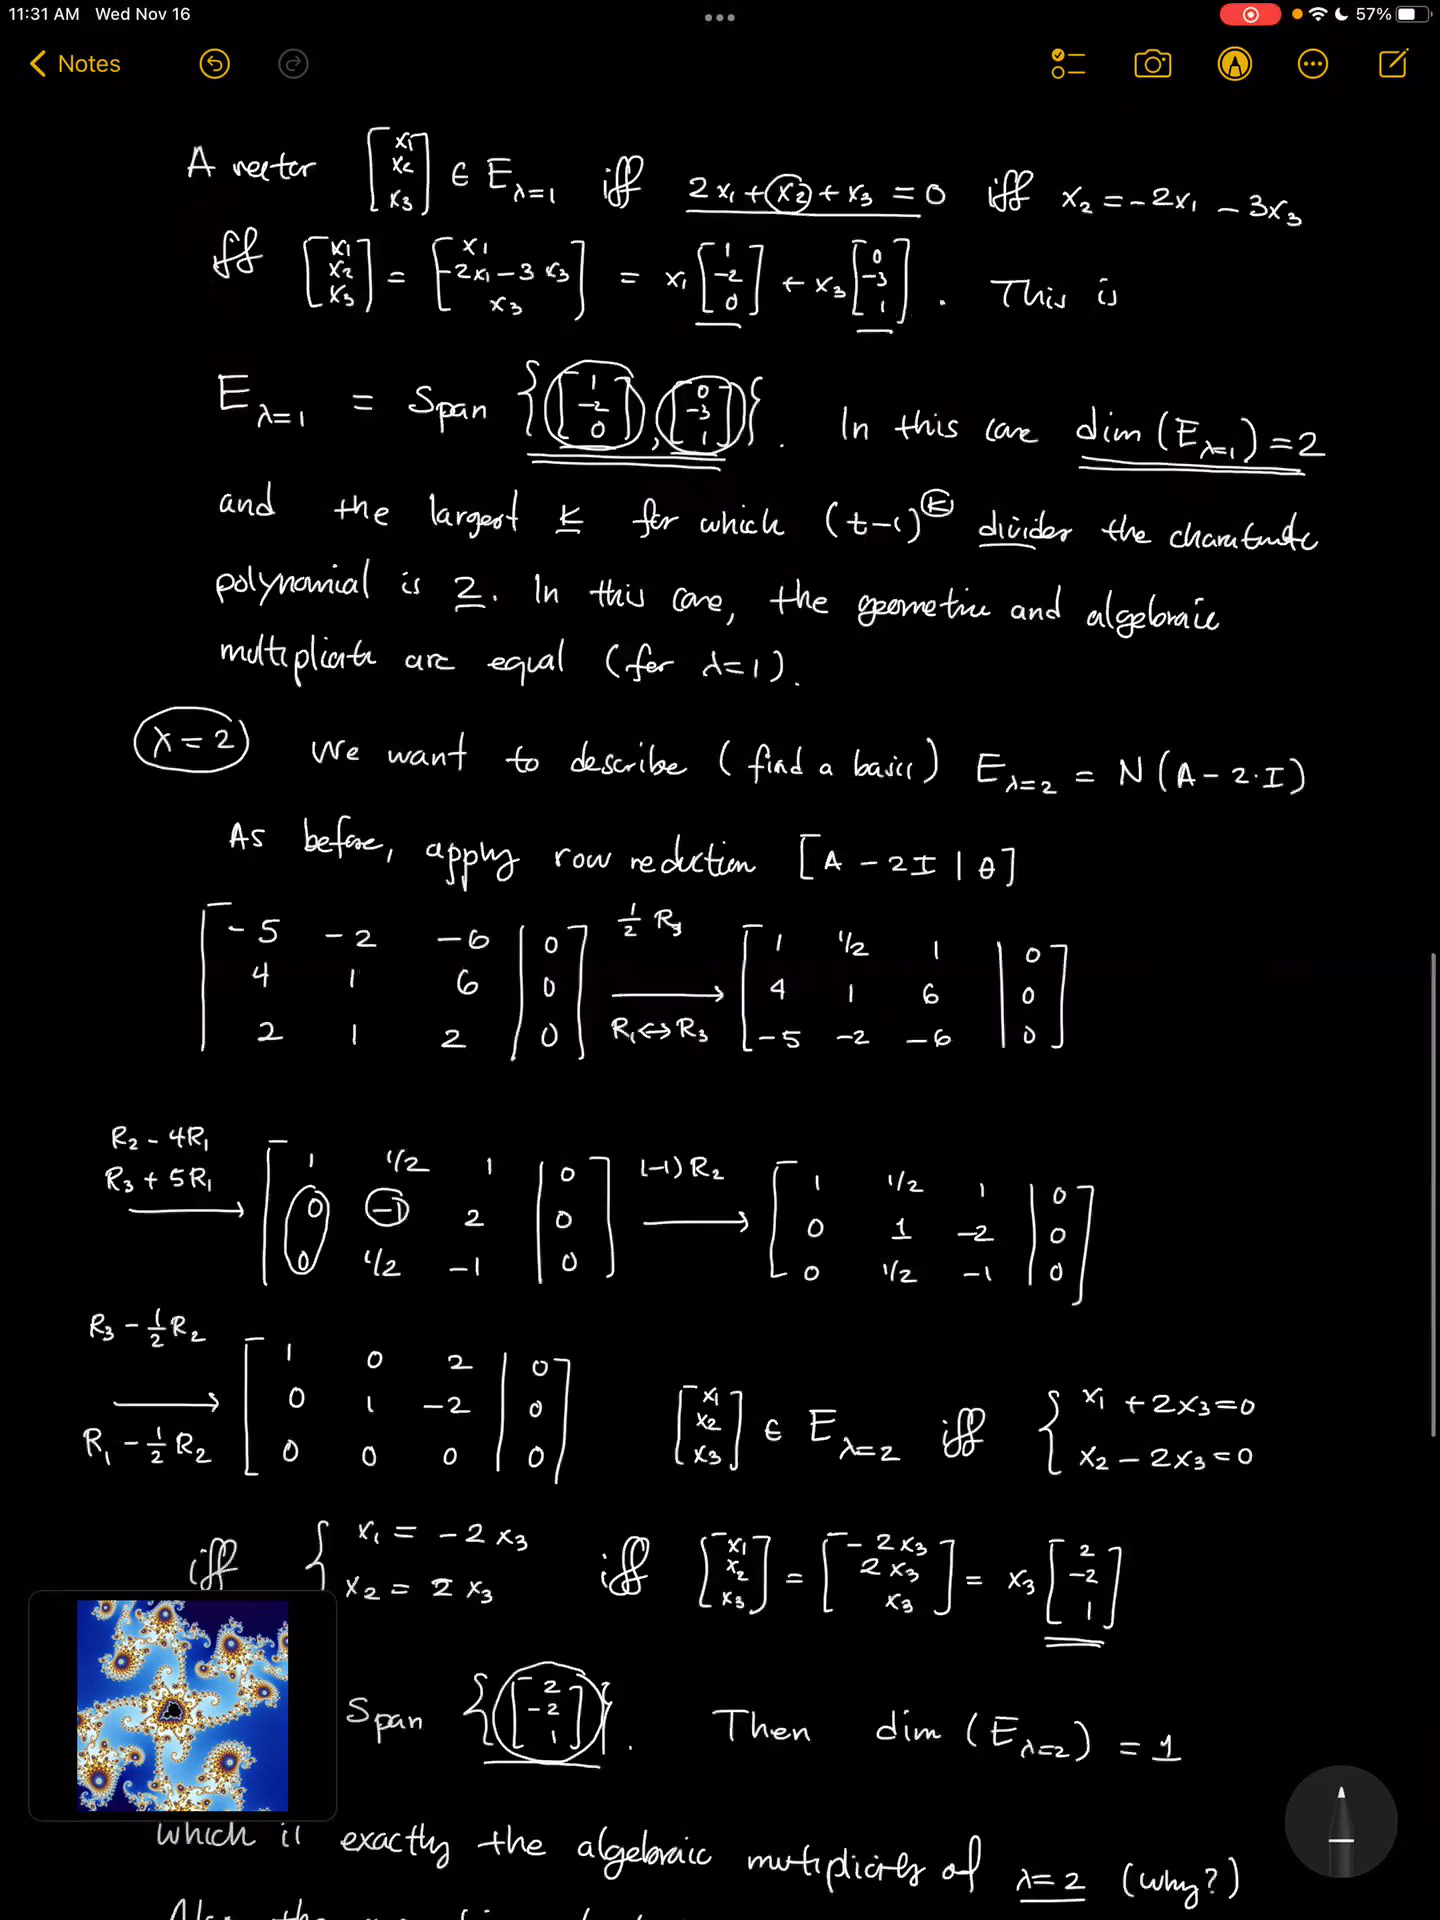 11:31 AM Wed Nov 16
57%
Notes
A vector [x1 x2 x3] ∈ E λ=1 iff 2x1 + x2 + x3 = 0 iff x2 = -2x1 - 3x3
iff [x1 x2 x3] = [x1 -2x1-3x3 x3] = x1 [1 -2 0] + x3 [0 -3 1]. This is
E λ=1 = Span {[1 -2 0], [0 -3 1]}. In this case dim(E λ=1) = 2
and the largest k for which (t-1)^k divides the
polynomial is 2. In this case, the geometric and algebraic
are equal (for λ=1).
λ=2 We want to describe (find a basis) E λ=2 = N(A - 2·I)
As before, apply row reduction [A - 2I | θ]
[-5 -2 -6 | 0] 1/2 R3 [1 1/2 1 | 0]
[4 1 6 | 0] → [4 1 6 | 0]
[2 1 2 | 0] R1↔R3 [-5 -2 -6 | 0]
R2 - 4R1 [1 1/2 1 | 0] (-1)R2 [1 1/2 1 | 0]
R3 + 5R1 → [0 -1 2 | 0] → [0 1 -2 | 0]
[0 1/2 -1 | 0] [0 1/2 -1 | 0]
R3 - 1/2 R2 [1 0 2 | 0]
→ [0 1 -2 | 0] [x1 x2 x3] ∈ E λ=2 iff { x1 + 2x3 = 0
R1 - 1/2 R2 [0 0 0 | 0] x2 - 2x3 = 0
iff { x1 = -2x3 x2 = 2x3 iff [x1 x2 x3] = [-2x3 2x3 x3] = x3 [2 -2 1]
Span {[2 -2 1]}. Then dim(E λ=2) = 1
which is exactly the algebraic multiplicity of λ=2 (why?)